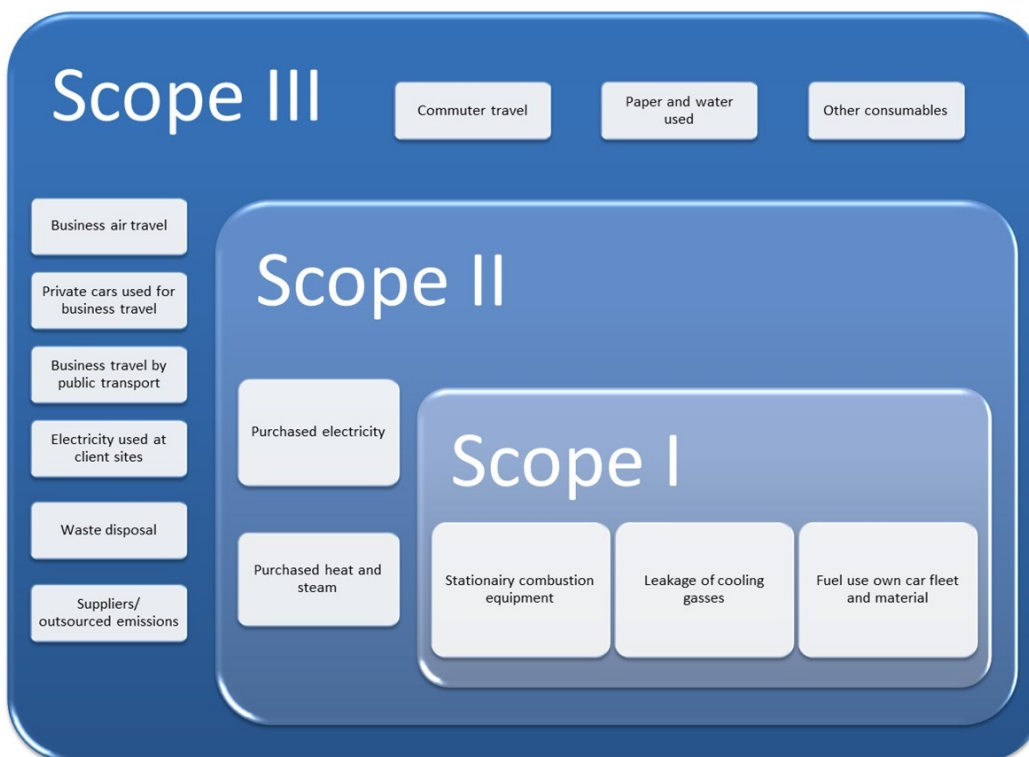 Scope III
Commuter travel
Paper and water
used
Other consumables
Business air travel
Private cars used for
business travel
Business travel by
public transport
Electricity used at
client sites
Waste disposal
Suppliers/
outsourced emissions
Scope II
Purchased electricity
Purchased heat and
steam
Scope I
Stationairy combustion
equipment
Leakage of cooling
gasses
Fuel use own car fleet
and material